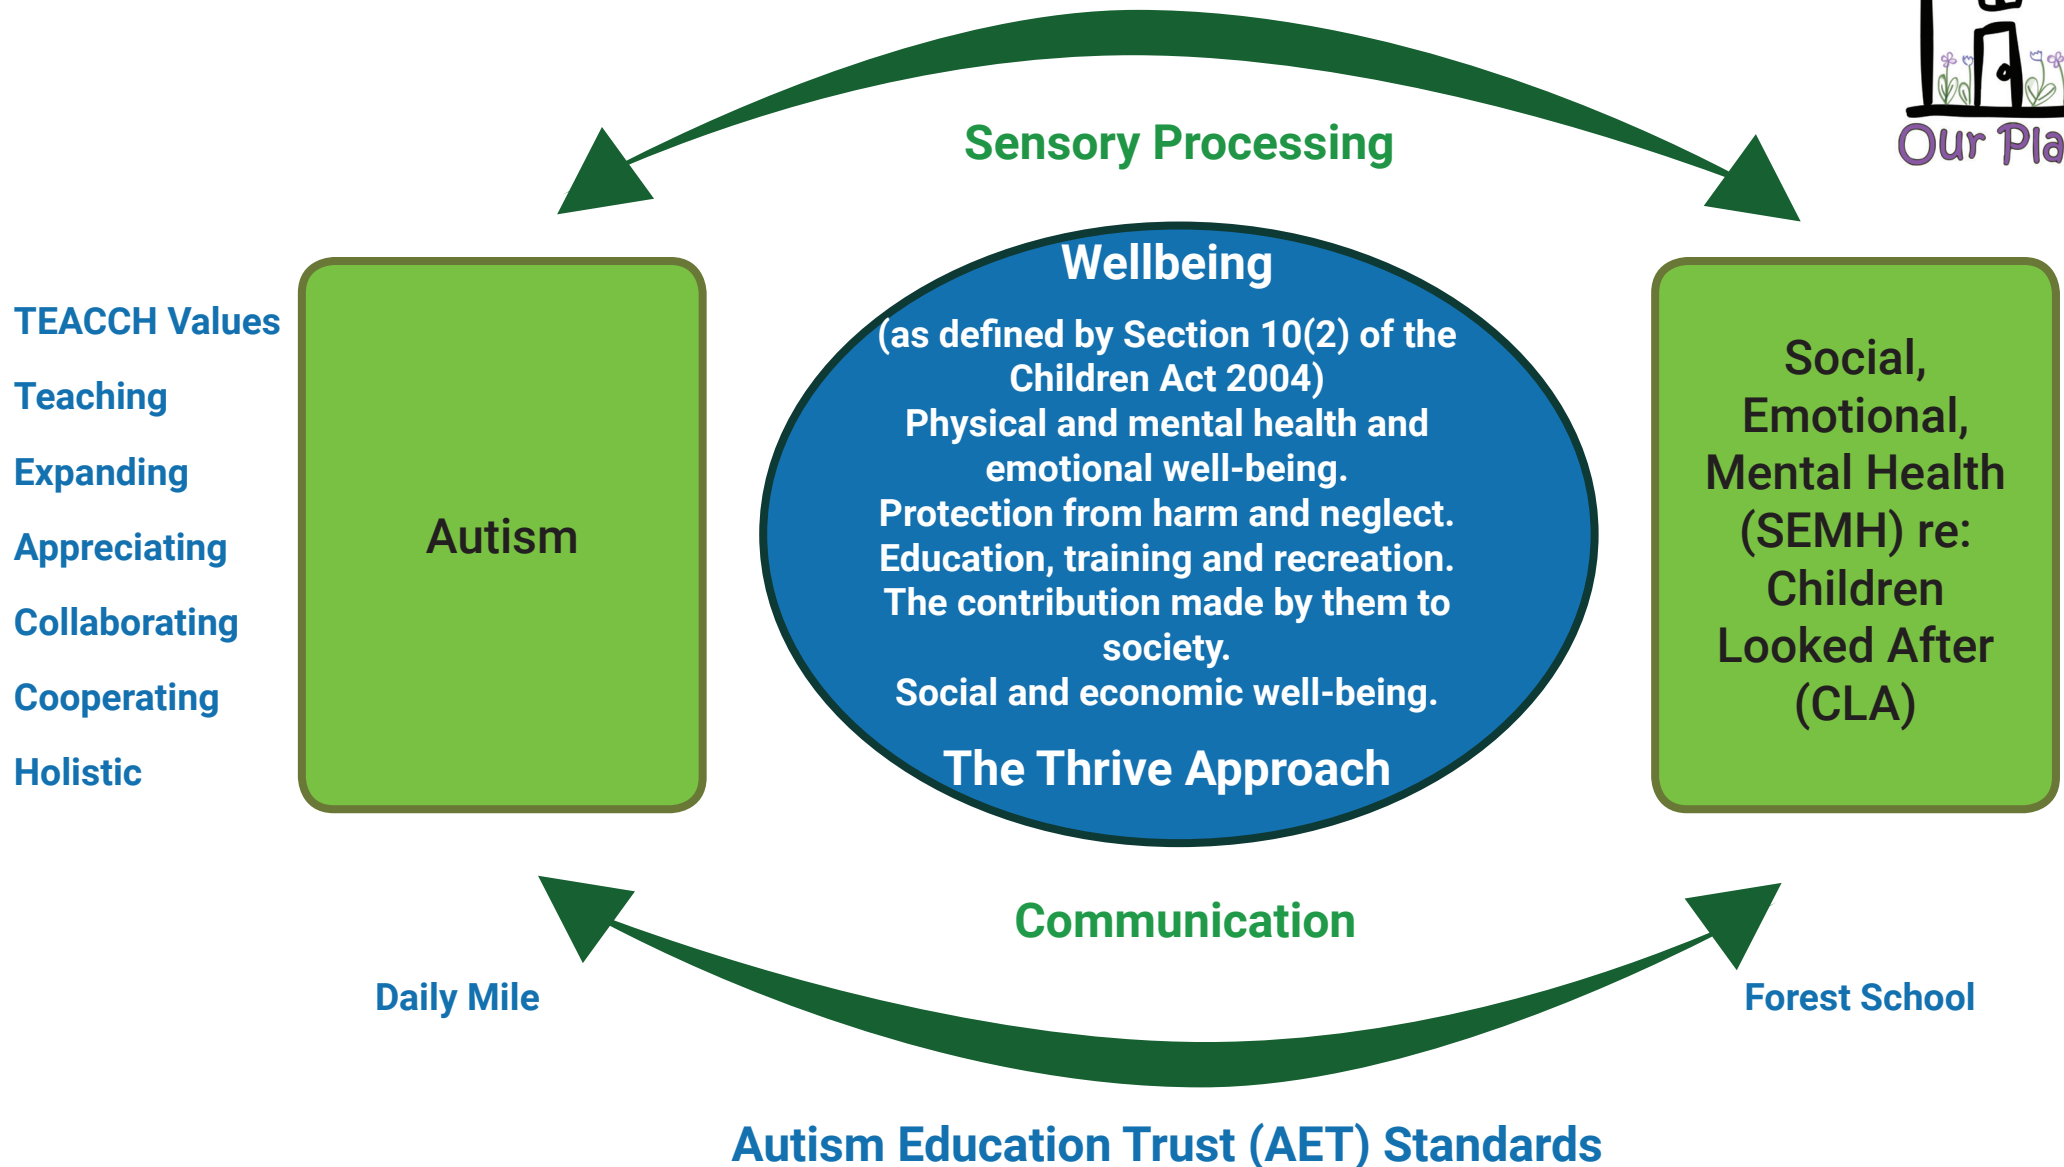 Our
Sensory Processing
TEACCH Values
Teaching
Expanding
Appreciating
Collaborating
Cooperating
Holistic
Autism
Wellbeing
(as defined by Section 10(2) of the
Children Act 2004)
Physical and mental health and
emotional well-being.
Protection from harm and neglect.
Education, training and recreation.
The contribution made by them to
society.
Social and economic well-being.
The Thrive Approach
Social,
Emotional,
Mental Health
(SEMH) re:
Children
Looked After
(CLA)
Communication
Daily Mile
Forest School
Autism Education Trust (AET) Standards